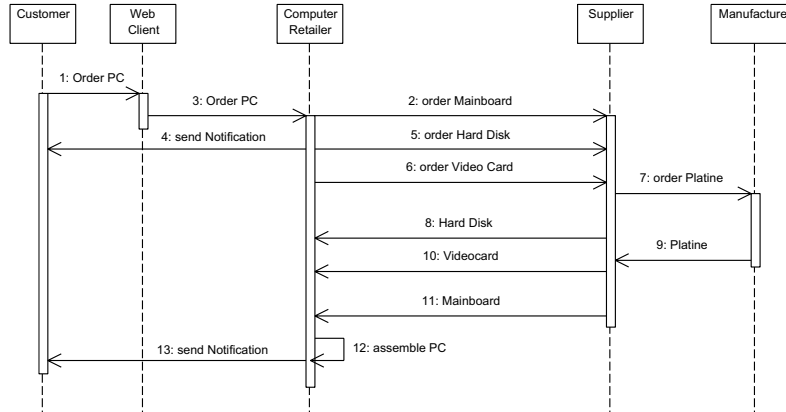 Customer
Web
Client
Computer
Retailer
Supplier
Manufacture
1: Order PC
3: Order PC
2: order Mainboard
4: send Notification
5: order Hard Disk
6: order Video Card
7: order Platine
8: Hard Disk
9: Platine
10: Videocard
11: Mainboard
12: assemble PC
13: send Notification